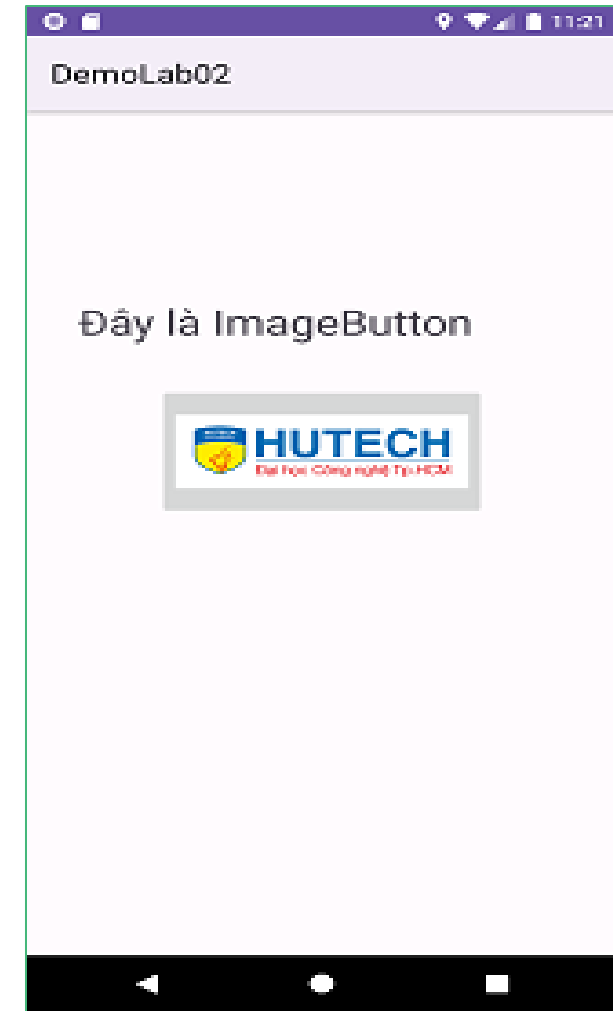 11:21
DemoLab02
Đây là ImageButton
HUTECH
Đại học Công nghệ Tp.HCM